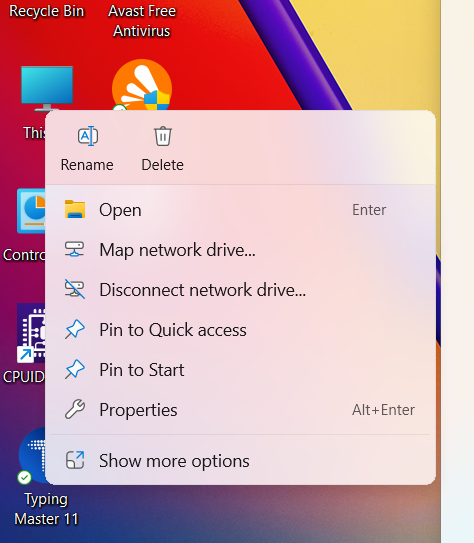 Recycle Bin
Avast Free
Antivirus
This
Rename
Delete
Open
Enter
Map network drive...
Contro
Disconnect network drive...
Pin to Quick access
CPUID
Pin to Start
Properties
Alt+Enter
Show more options
Typing
Master 11